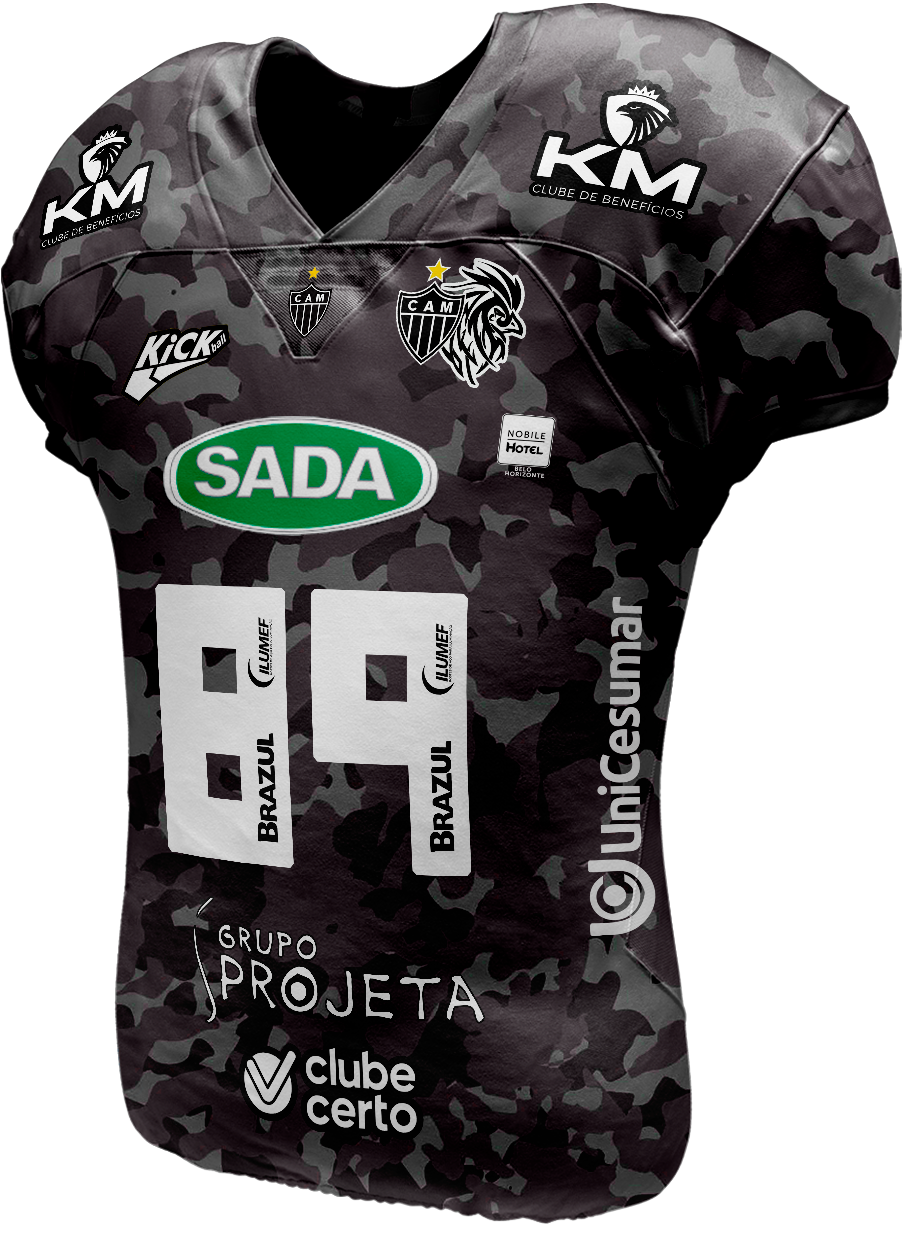 KM
CLUBE DE BENEFÍCIOS
KM
CLUBE DE BENEFÍCIOS
CAM
CAM
KiCK
ball
SADA
NOBILE
HOTEL
BELO
HORIZONTE
89
ILUMEF
ILUMEF
BRAZUL
BRAZUL
UniCesumar
GRUPO
PROJETA
clube
certo